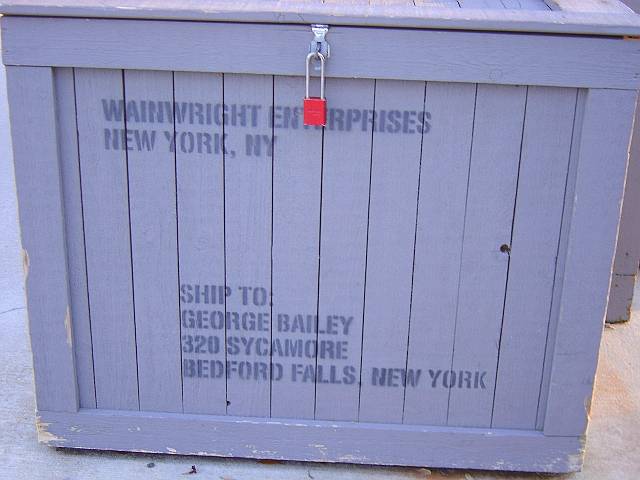 WAINWRIGHT ENTERPRISES
NEW YORK, NY
SHIP TO:
GEORGE BAILEY
320 SYCAMORE
BEDFORD FALLS, NEW YORK